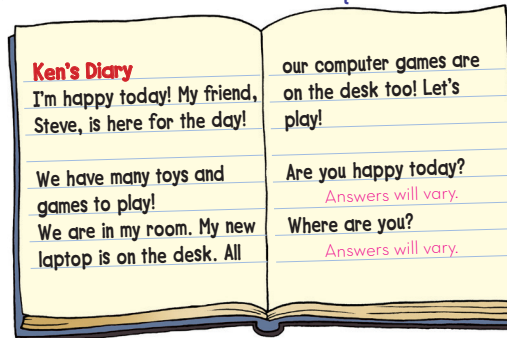 Ken's Diary
I'm happy today! My friend,
Steve, is here for the day!
We have many toys and
games to play!
We are in my room. My new
laptop is on the desk. All
our computer games are
on the desk too! Let's
play!
Are you happy today?
Answers will vary.
Where are you?
Answers will vary.